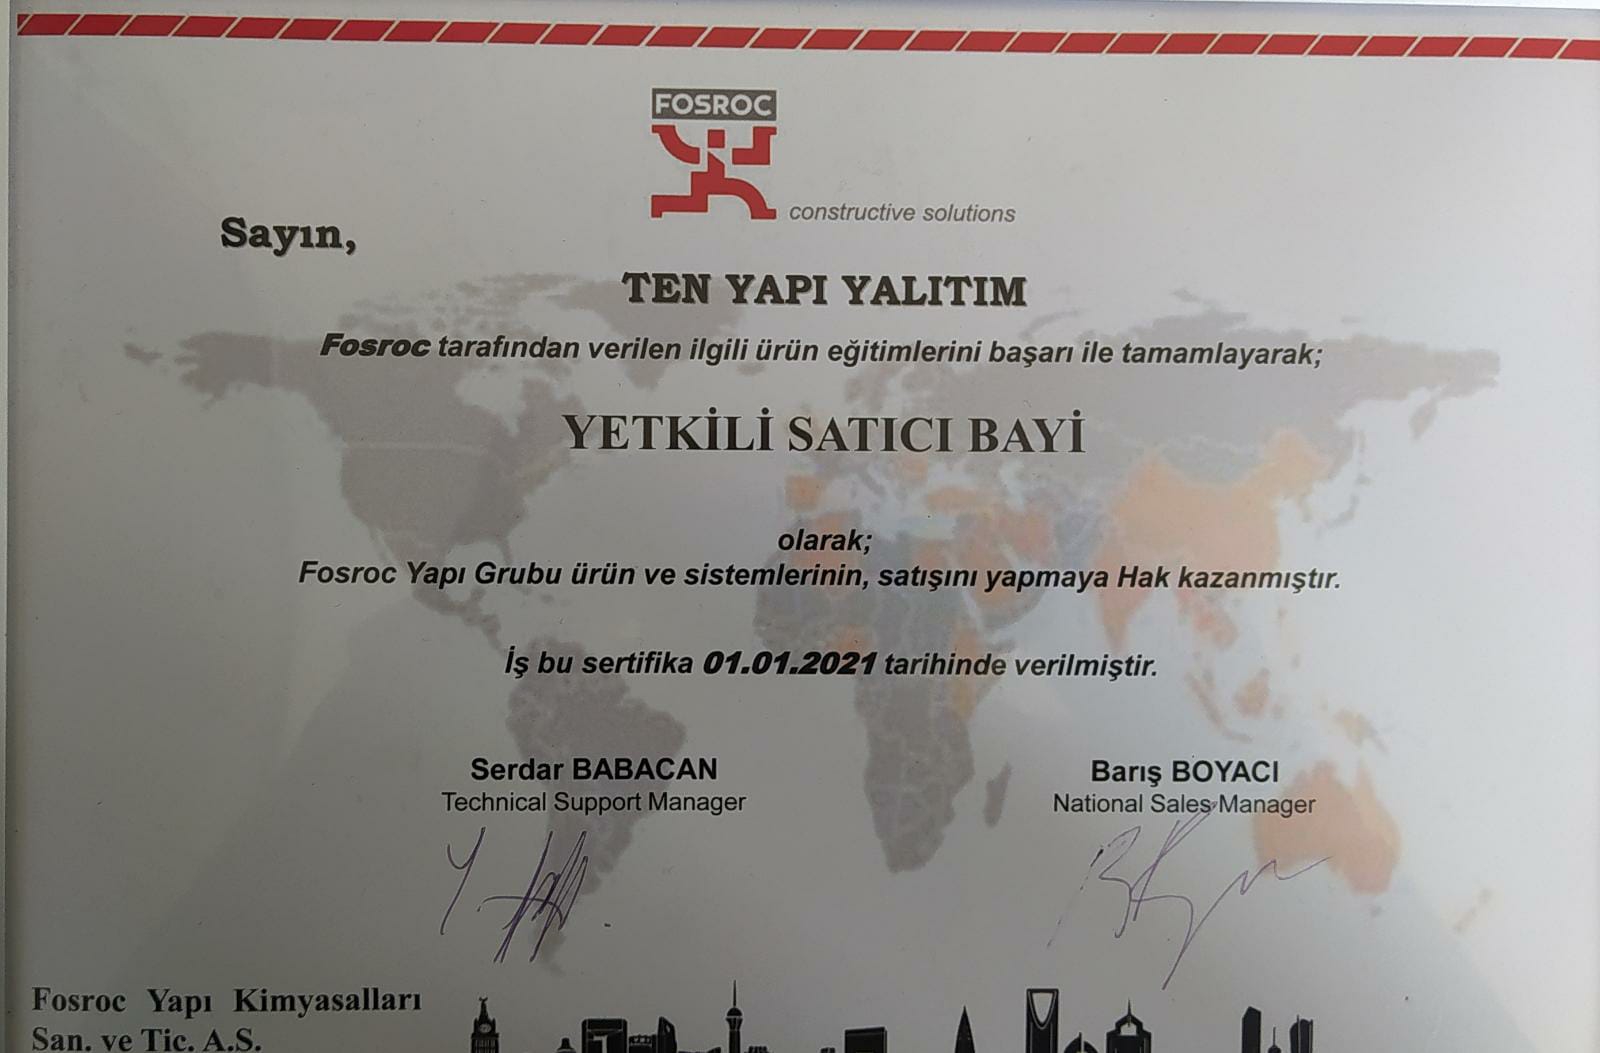 FOSROC
constructive solutions
Sayın,
TEN YAPI YALITIM
Fosroc tarafından verilen ilgili ürün eğitimlerini başarı ile tamamlayarak;
YETKİLİ SATICI BAYİ
olarak;
Fosroc Yapı Grubu ürün ve sistemlerinin, satışını yapmaya Hak kazanmıştır.
İş bu sertifika 01.01.2021 tarihinde verilmiştir.
Serdar BABACAN
Technical Support Manager
Barış BOYACI
National Sales Manager
Fosroc Yapı Kimyasalları
San. ve Tic. A.S.